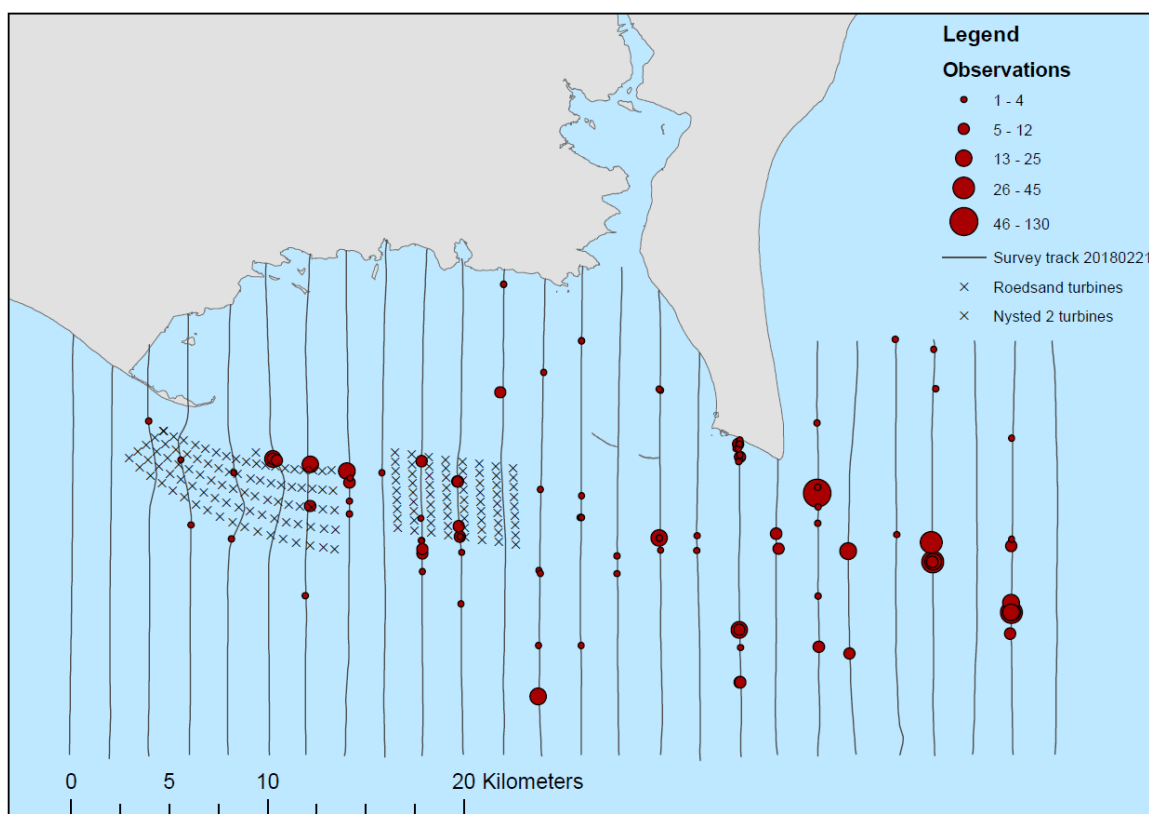 Legend
Observations
1 - 4
5 - 12
13 - 25
26 - 45
46 - 130
Survey track 20180221
Roedsand turbines
Nysted 2 turbines
0 5 10 20 Kilometers